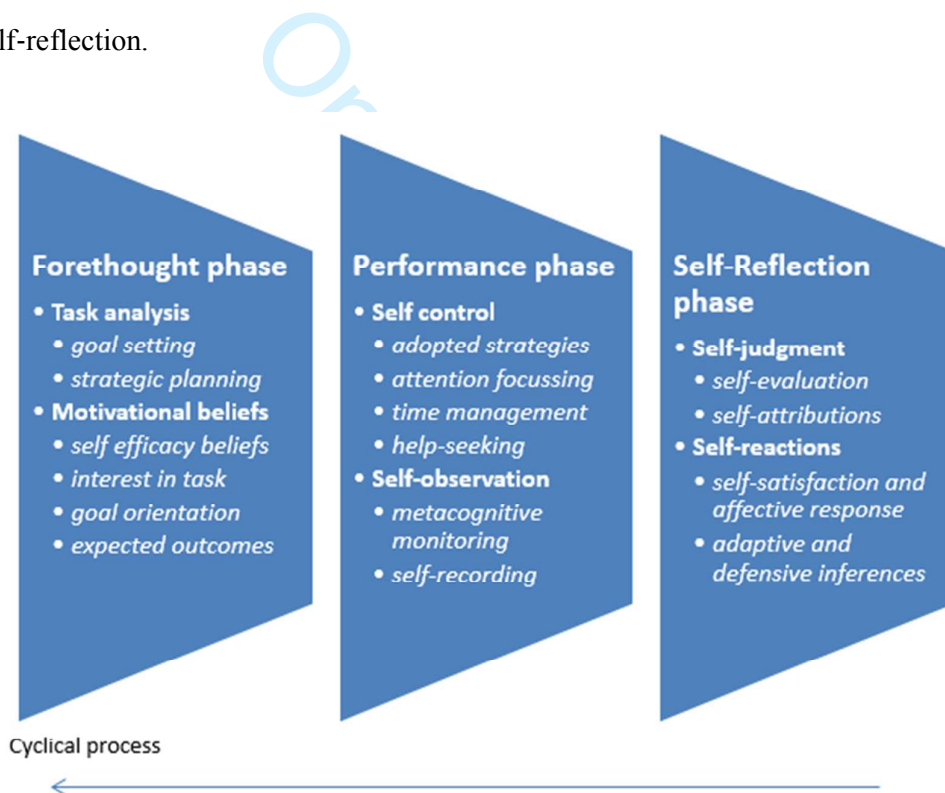 lf-reflection.
Or
Forethought phase
• Task analysis
• goal setting
• strategic planning
• Motivational beliefs
• self efficacy beliefs
• interest in task
• goal orientation
• expected outcomes
Performance phase
• Self control
• adopted strategies
• attention focussing
• time management
• help-seeking
• Self-observation
• metacognitive
monitoring
• self-recording
Self-Reflection
phase
• Self-judgment
• self-evaluation
• self-attributions
• Self-reactions
• self-satisfaction and
affective response
• adaptive and
defensive inferences
Cyclical process